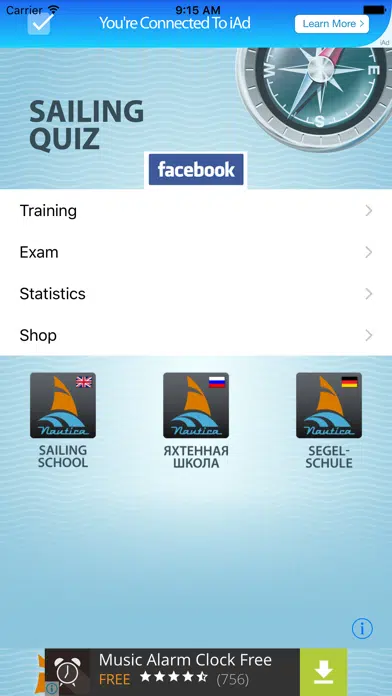 Carrier 9:15 AM
You're Connected To iAd
Learn More >
iAd
W E S
SAILING
QUIZ
facebook
Training
Exam
Statistics
Shop
Nautica
Nautica
Nautica
SAILING
SCHOOL
ЯХТЕННАЯ
ШКОЛА
SEGEL-
SCHULE
i
Music Alarm Clock Free
FREE (756)